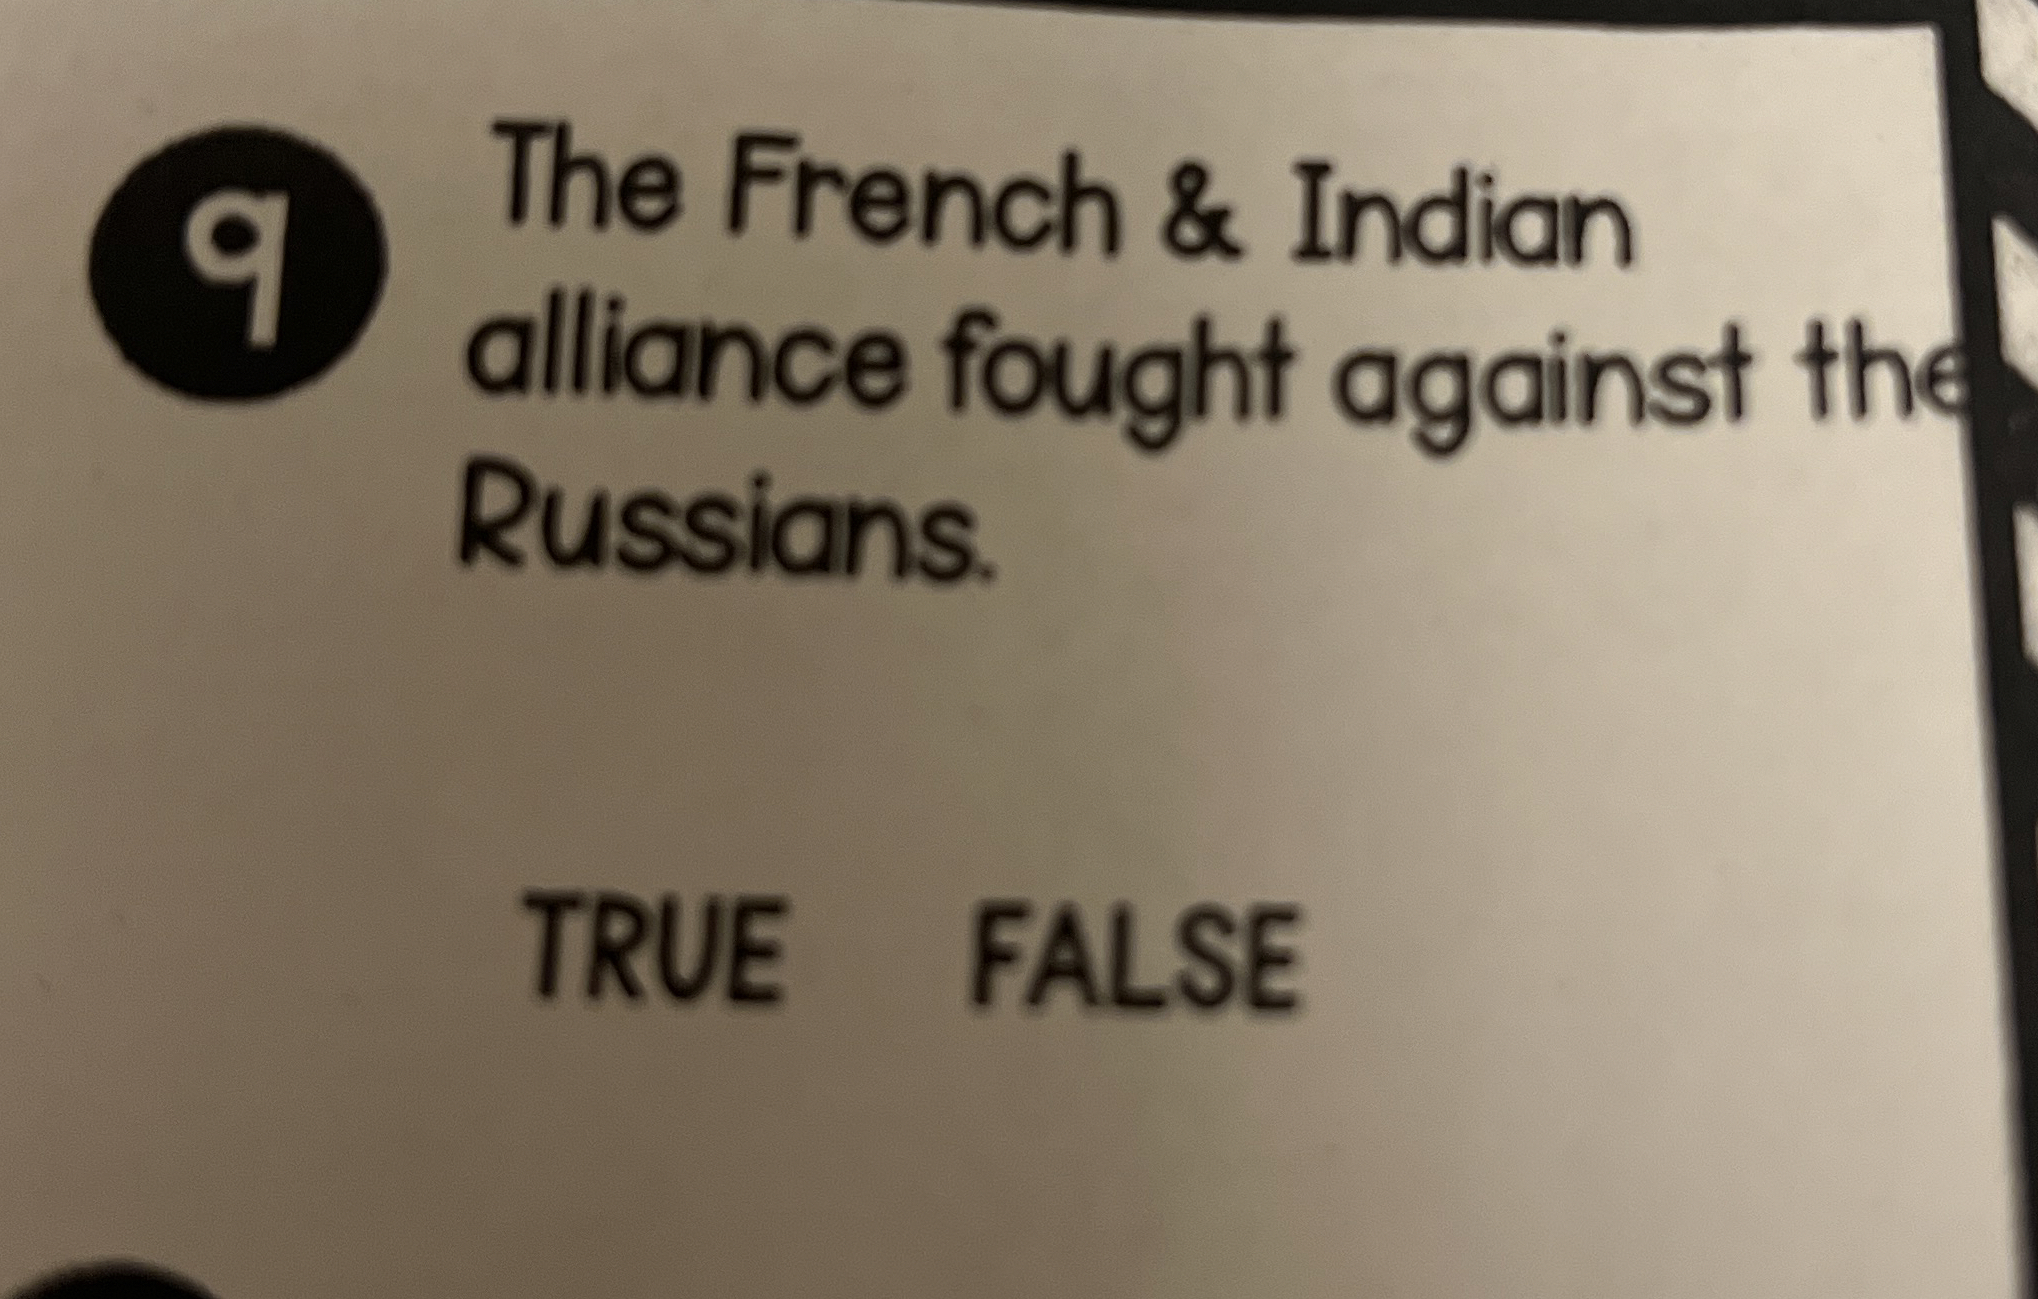 9
The French & Indian
alliance fought against the
Russians.
TRUE FALSE